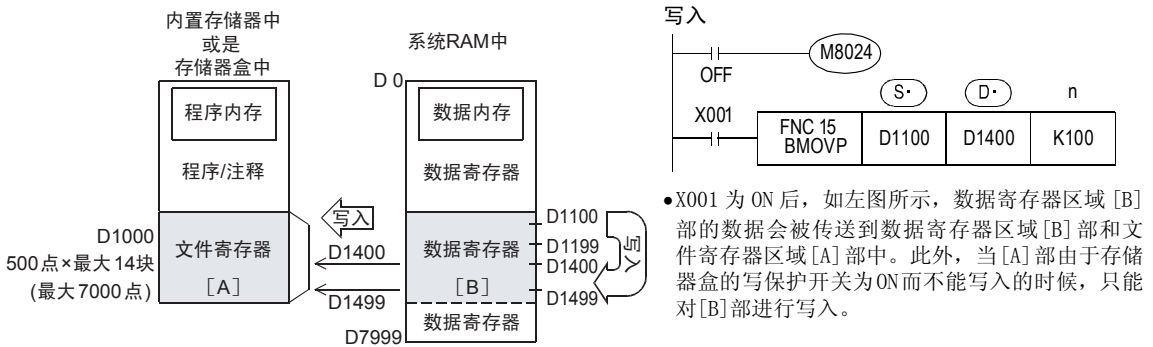 内置存储器中
或是
存储器盒中
程序内存
程序/注释
文件寄存器
[A]
D1000
500点×最大14块
(最大7000点)
写入
D1400
D1499
系统RAM中
D 0
数据内存
数据寄存器
数据寄存器
[B]
数据寄存器
D7999
D1100
D1199
D1400
D1499
写入
写入
OFF
M8024
X001
FNC 15
BMOVP
S·
D1100
D·
D1400
n
K100
•X001 为 ON 后，如左图所示，数据寄存器区域 [B]
部的数据会被传送到数据寄存器区域[B]部和文
件寄存器区域[A]部中。此外，当[A]部由于存储
器盒的写保护开关为ON而不能写入的时候，只能
对[B]部进行写入。